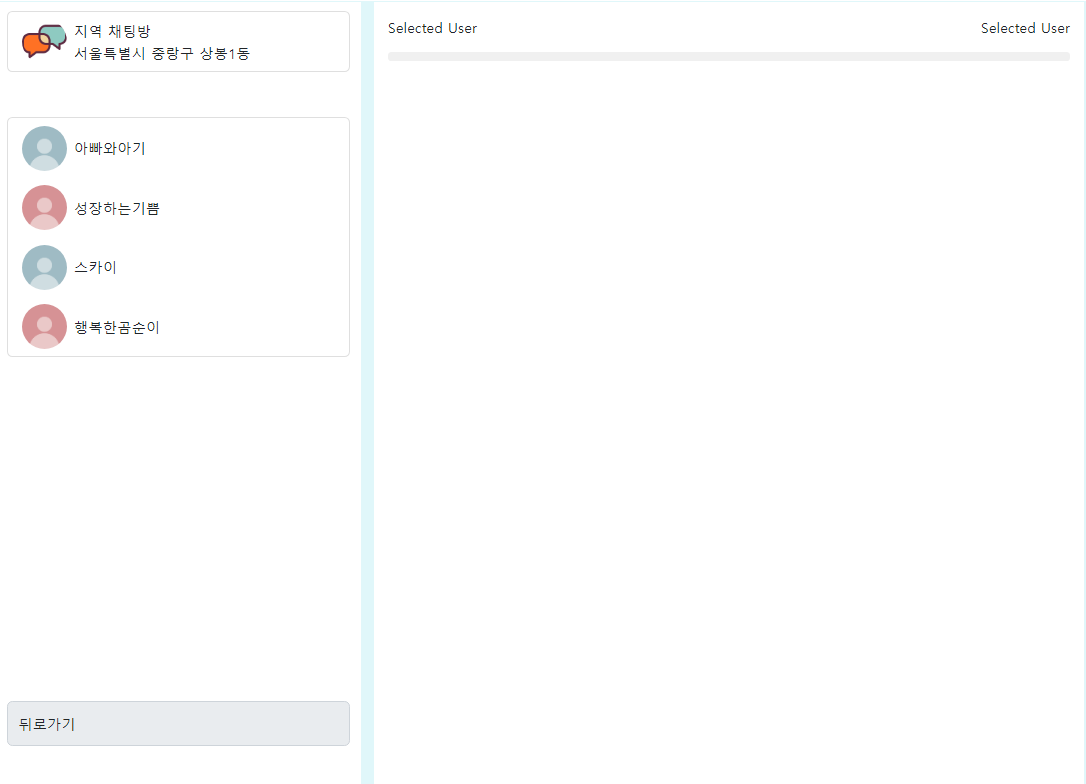 지역 채팅방
서울특별시 중랑구 상봉1동
아빠와아기
성장하는기쁨
스카이
행복한곰순이
뒤로가기
Selected User
Selected User